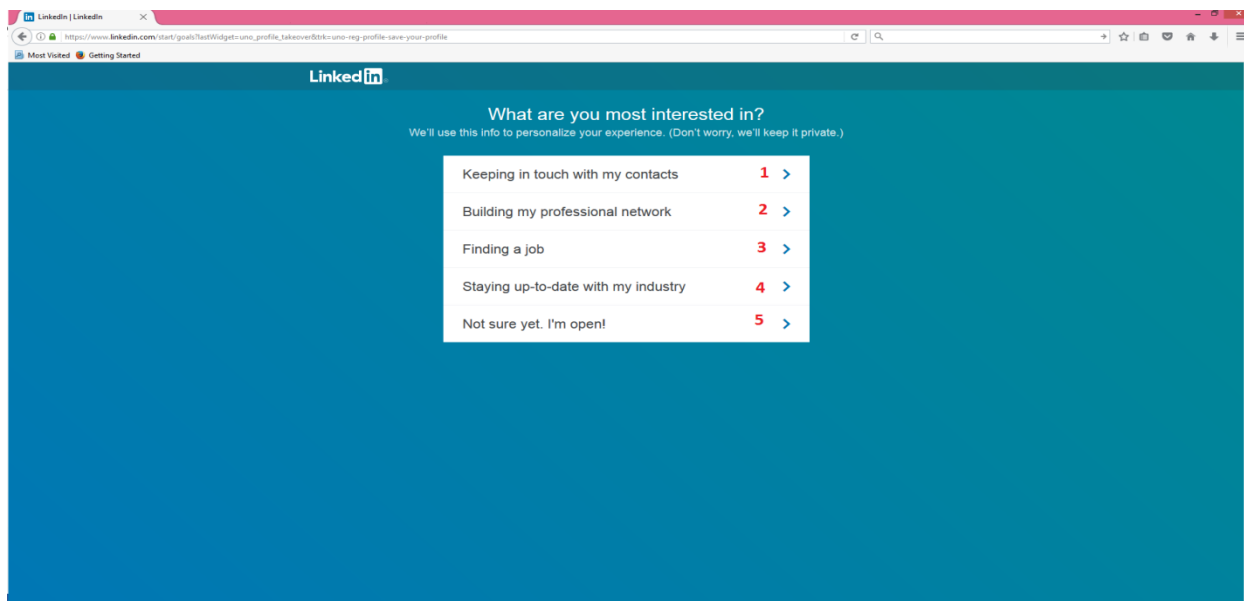 LinkedIn | LinkedIn
https://www.linkedin.com/start/goals?lastWidget=uno_profile_takeover&trk=uno-reg-profile-save-your-profile
Most Visited Getting Started
Linked in
What are you most interested in?
We'll use this info to personalize your experience. (Don't worry, we'll keep it private.)
Keeping in touch with my contacts 1
Building my professional network 2
Finding a job 3
Staying up-to-date with my industry 4
Not sure yet. I'm open! 5